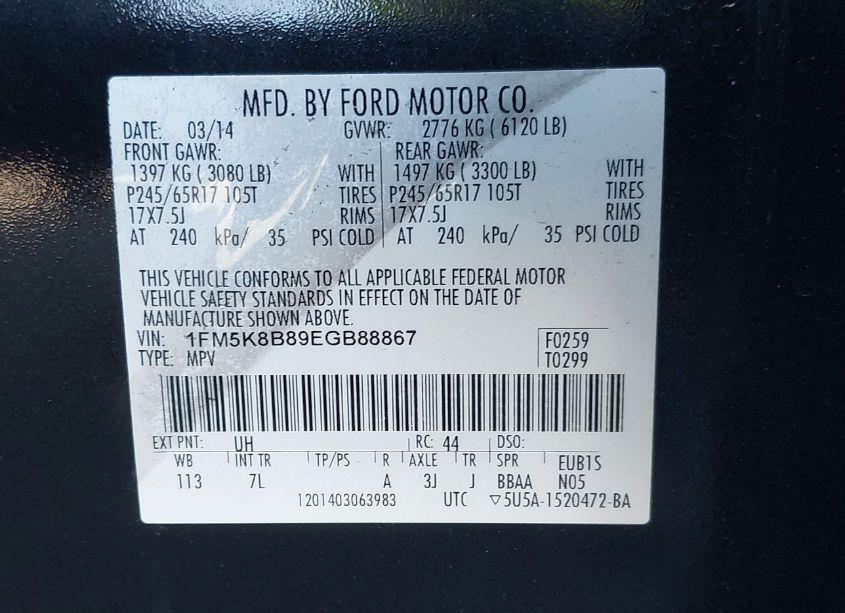 MFD. BY FORD MOTOR CO.
DATE: 03/14 GVWR: 2776 KG ( 6120 LB)
FRONT GAWR: REAR GAWR:
1397 KG ( 3080 LB) WITH 1497 KG ( 3300 LB) WITH
P245/65R17 105T TIRES P245/65R17 105T TIRES
17X7.5J RIMS 17X7.5J RIMS
AT 240 kPa/ 35 PSI COLD AT 240 kPa/ 35 PSI COLD
THIS VEHICLE CONFORMS TO ALL APPLICABLE FEDERAL MOTOR
VEHICLE SAFETY STANDARDS IN EFFECT ON THE DATE OF
MANUFACTURE SHOWN ABOVE.
VIN: 1FM5K8B89EGB88867 F0259
TYPE: MPV T0299
EXT PNT: UH RC: 44 DSO:
WB INT TR TP/PS R AXLE TR SPR EUB1S
113 7L A 3J J BBAA N05
1201403063983 UTC ▽5U5A-1520472-BA